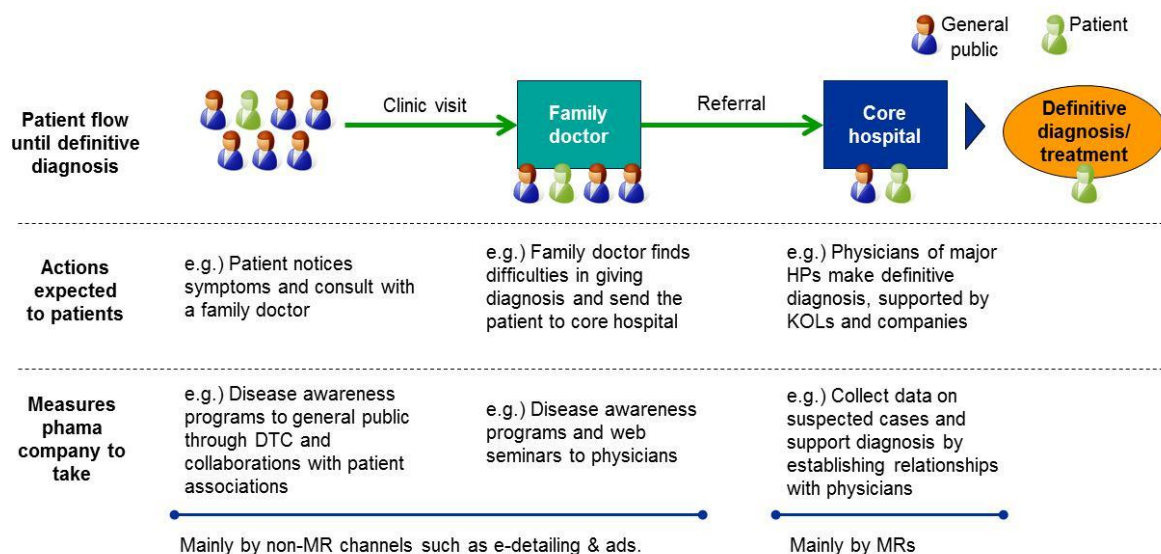 General
public
Patient
Patient flow
until definitive
diagnosis
Clinic visit
Family
doctor
Referral
Core
hospital
Definitive
diagnosis/
treatment
Actions
expected
to patients
e.g.) Patient notices
symptoms and consult with
a family doctor
e.g.) Family doctor finds
difficulties in giving
diagnosis and send the
patient to core hospital
e.g.) Physicians of major
HPs make definitive
diagnosis, supported by
KOLs and companies
Measures
phama
company to
take
e.g.) Disease awareness
programs to general public
through DTC and
collaborations with patient
associations
e.g.) Disease awareness
programs and web
seminars to physicians
e.g.) Collect data on
suspected cases and
support diagnosis by
establishing relationships
with physicians
Mainly by non-MR channels such as e-detailing & ads.
Mainly by MRs